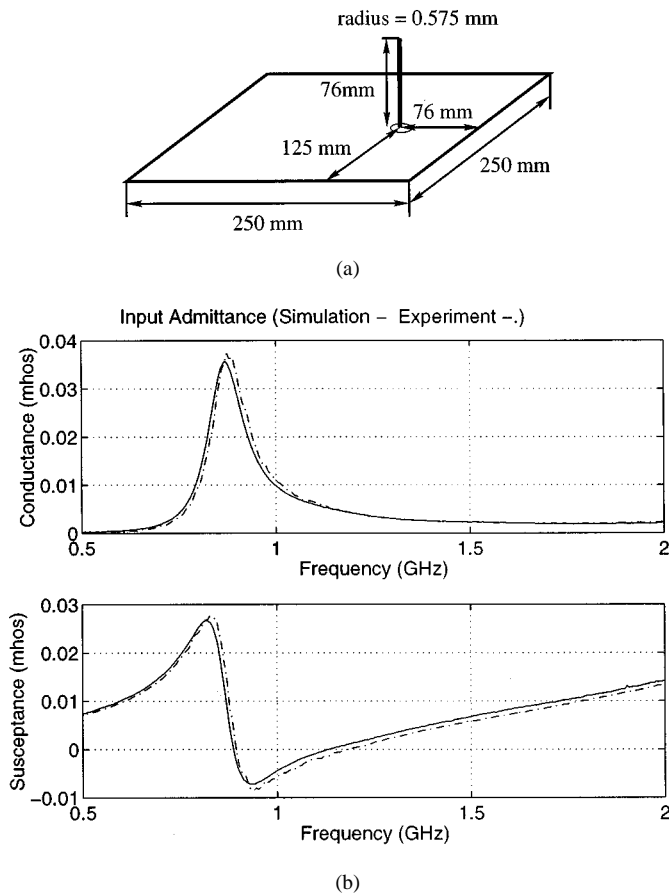 radius = 0.575 mm
76mm
76 mm
125 mm
250 mm
250 mm
(a)
Input Admittance (Simulation – Experiment -.)
Conductance (mhos)
0.04
0.03
0.02
0.01
0
0.5
1
1.5
2
Frequency (GHz)
Susceptance (mhos)
0.03
0.02
0.01
0
−0.01
0.5
1
1.5
2
Frequency (GHz)
(b)